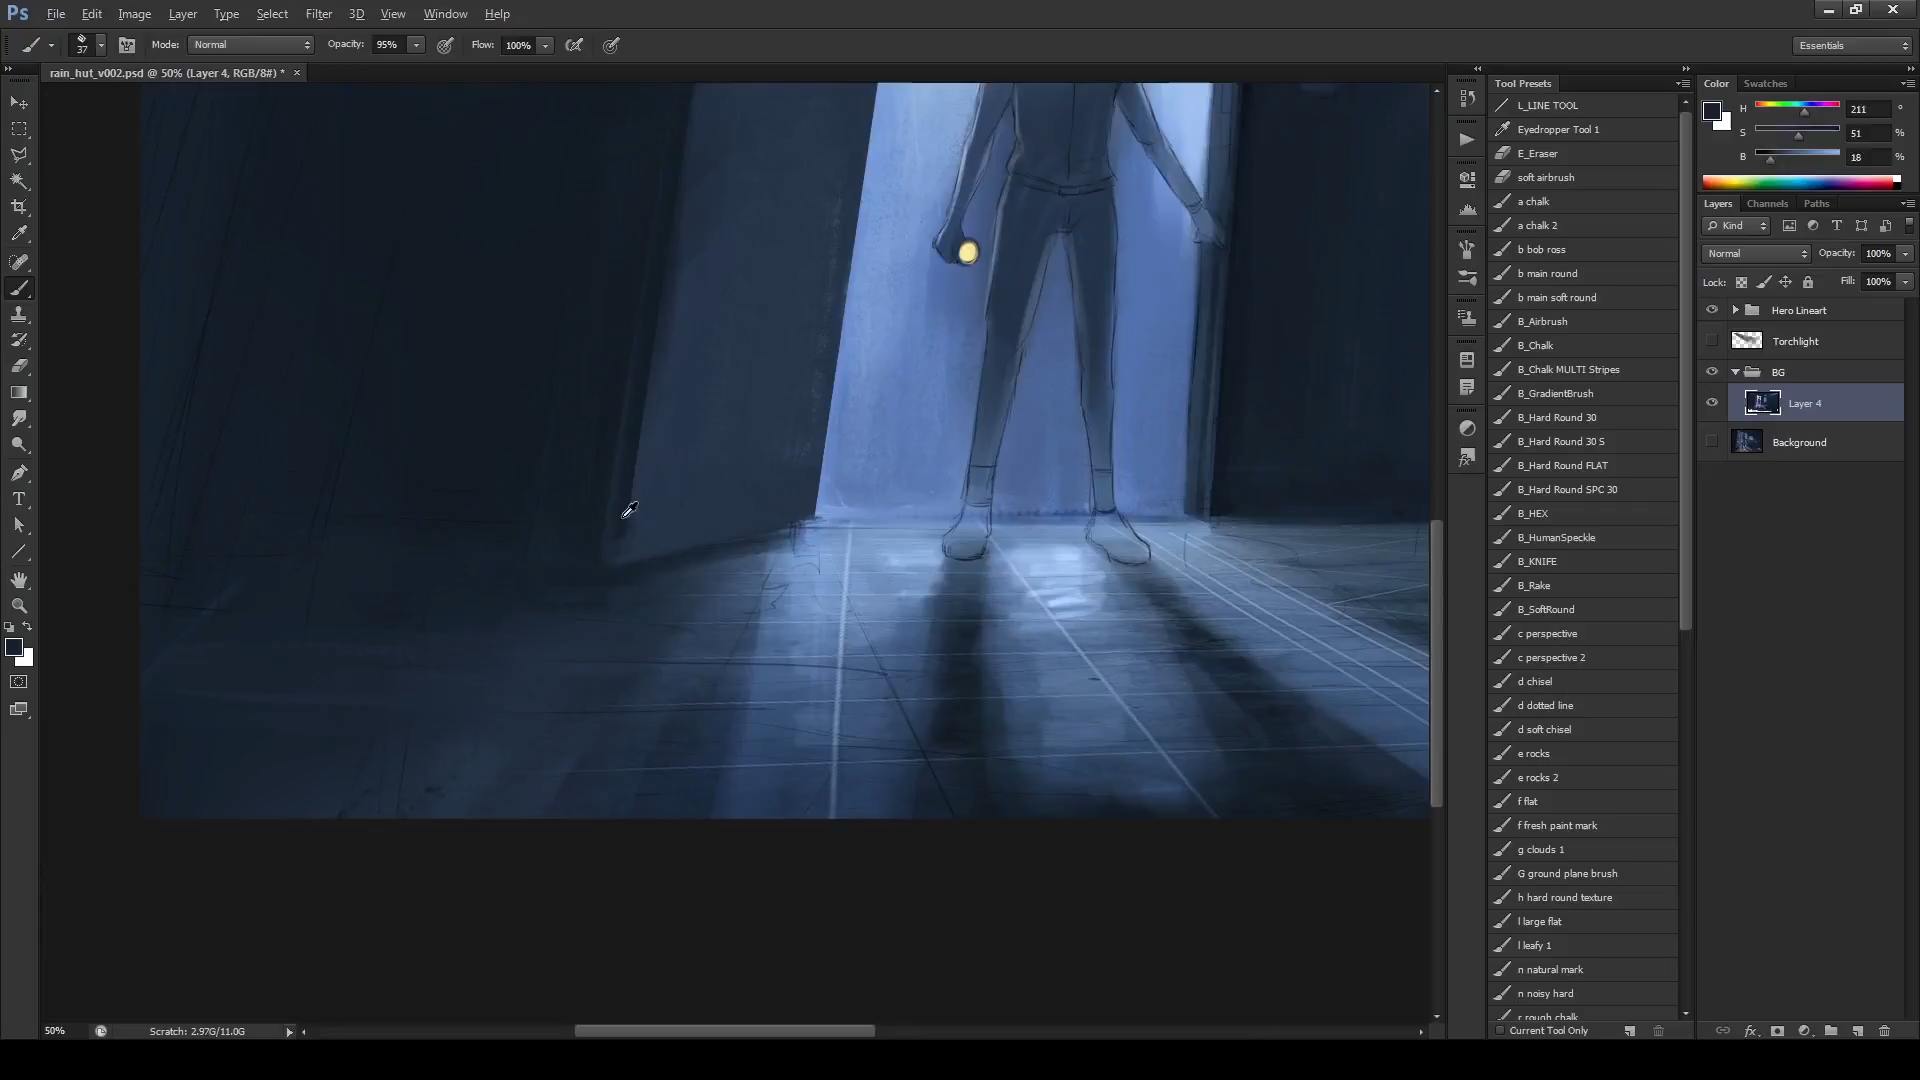 Ps File Edit Image Layer Type Select Filter 3D View Window Help
37 Mode: Normal Opacity: 95% Flow: 100% Essentials
rain_hut_v002.psd @ 50% (Layer 4, RGB/8#) * ×
Tool Presets
L_LINE TOOL
Eyedropper Tool 1
E_Eraser
soft airbrush
a chalk
a chalk 2
b bob ross
b main round
b main soft round
B_Airbrush
B_Chalk
B_Chalk MULTI Stripes
B_GradientBrush
B_Hard Round 30
B_Hard Round 30 S
B_Hard Round FLAT
B_Hard Round SPC 30
B_HEX
B_HumanSpeckle
B_KNIFE
B_Rake
B_SoftRound
c perspective
c perspective 2
d chisel
d dotted line
d soft chisel
e rocks
e rocks 2
f flat
f fresh paint mark
g clouds 1
G ground plane brush
h hard round texture
l large flat
l leafy 1
n natural mark
n noisy hard
r rough chalk
Current Tool Only
Color Swatches
H 211 °
S 51 %
B 18 %
Layers Channels Paths
Kind
Normal Opacity: 100%
Lock: Fill: 100%
Hero Lineart
Torchlight
BG
Layer 4
Background
50% Scratch: 2.97G/11.0G